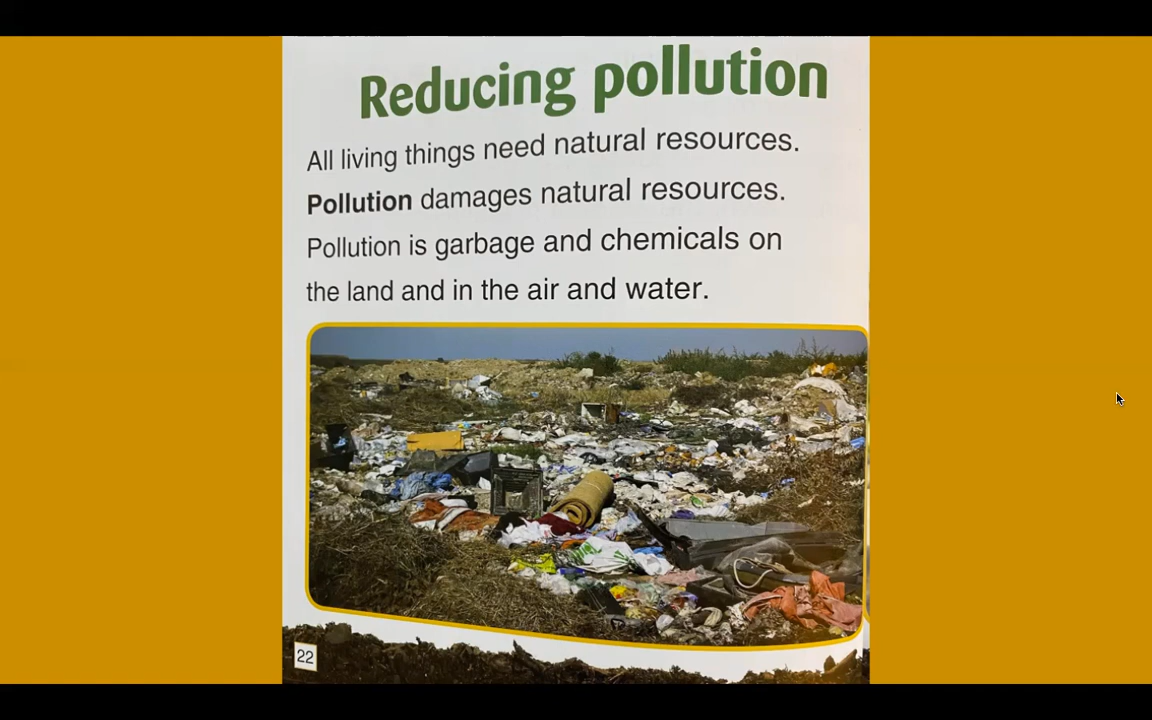 Reducing pollution
All living things need natural resources.
Pollution damages natural resources.
Pollution is garbage and chemicals on
the land and in the air and water.
22